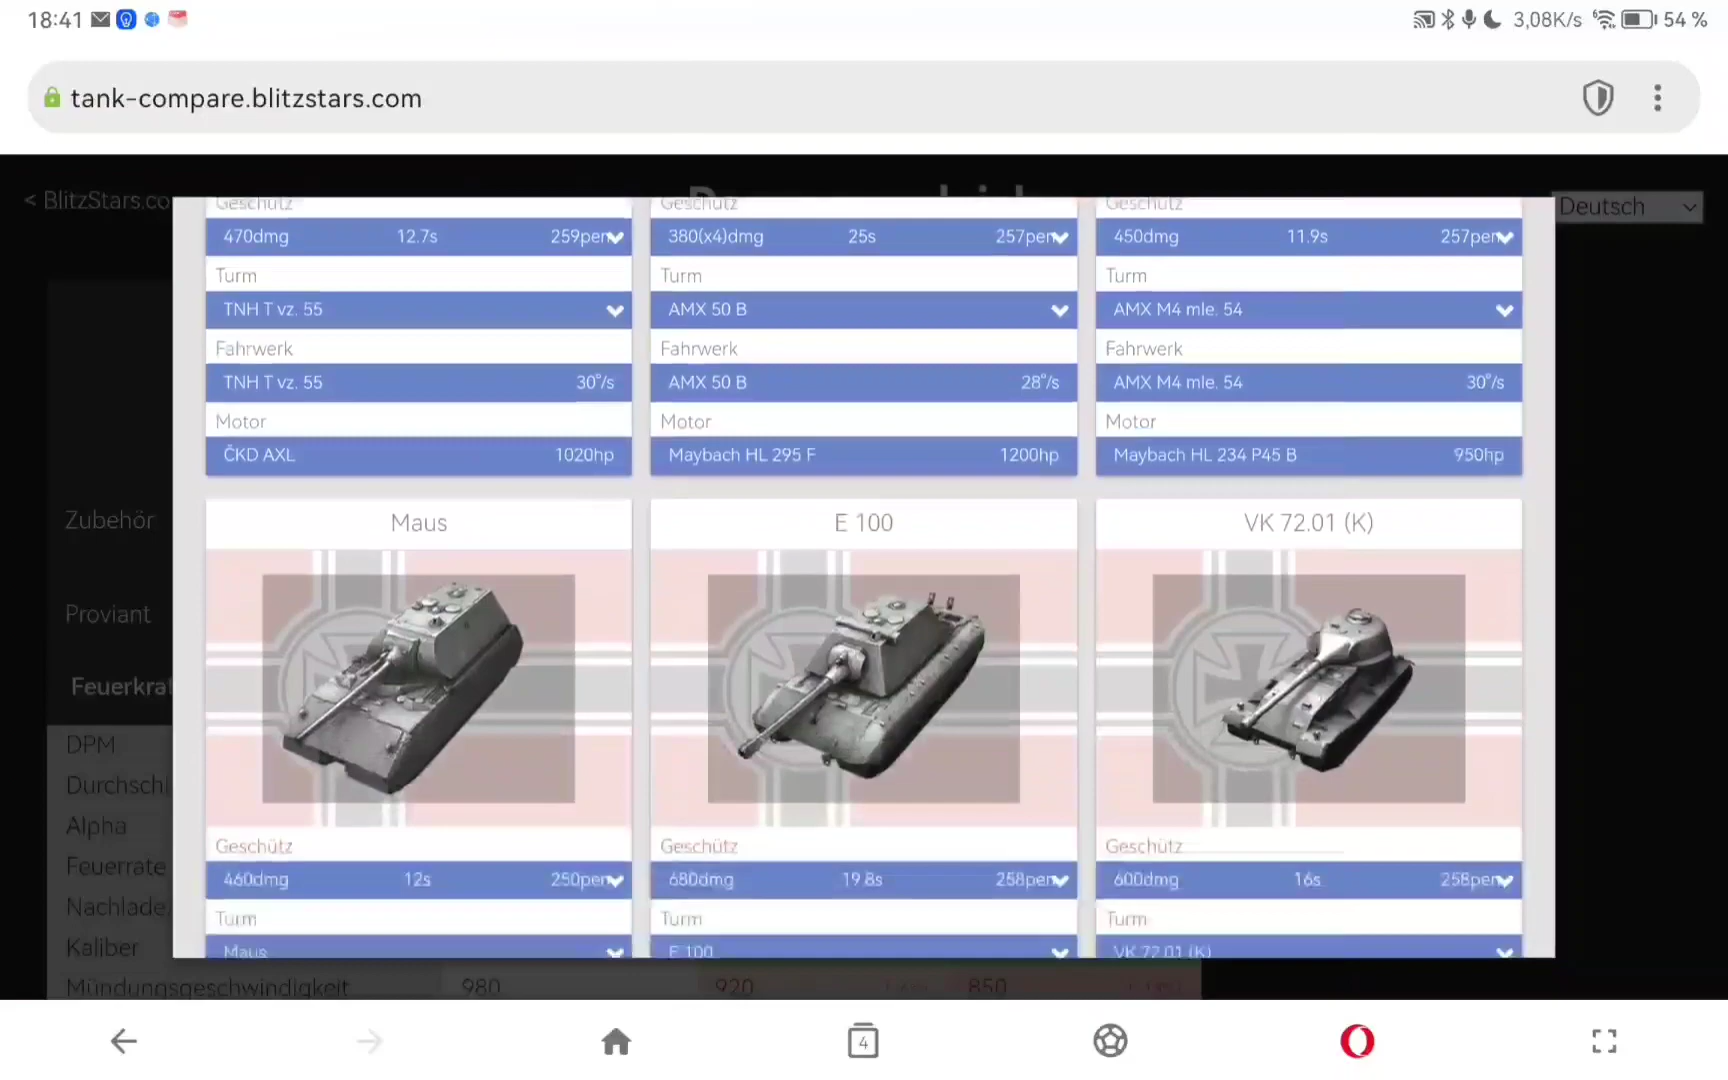 18:41 3,08K/s 54 %
tank-compare.blitzstars.com
< BlitzStars.co Deutsch
Geschütz Geschütz Geschütz
470dmg 12.7s 259pen 380(x4)dmg 25s 257pen 450dmg 11.9s 257pen
Turm Turm Turm
TNH T vz. 55 AMX 50 B AMX M4 mle. 54
Fahrwerk Fahrwerk Fahrwerk
TNH T vz. 55 30°/s AMX 50 B 28°/s AMX M4 mle. 54 30°/s
Motor Motor Motor
ČKD AXL 1020hp Maybach HL 295 F 1200hp Maybach HL 234 P45 B 950hp
Maus E 100 VK 72.01 (K)
Zubehör
Proviant
Feuerkraf
DPM
Durchschl
Alpha
Geschütz Geschütz Geschütz
Feuerrate 460dmg 12s 250pen 680dmg 19.8s 258pen 600dmg 16s 258pen
Nachlade
Turm Turm Turm
Kaliber Maus E 100 VK 72.01 (K)
Mündungsgeschwindigkeit 980 920 850
4